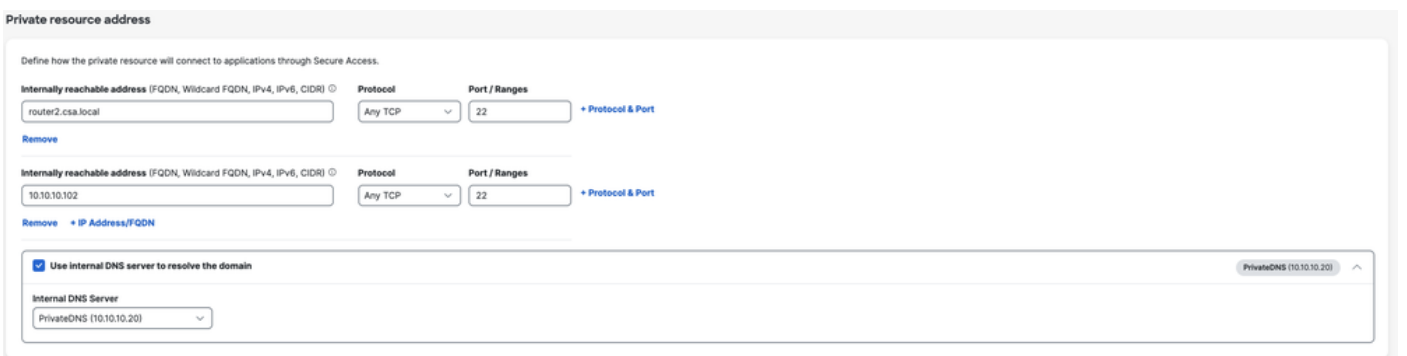 Private resource address
Define how the private resource will connect to applications through Secure Access.
Internally reachable address (FQDN, Wildcard FQDN, IPv4, IPv6, CIDR) Protocol Port / Ranges
router2.csa.local Any TCP 22 + Protocol & Port
Remove
Internally reachable address (FQDN, Wildcard FQDN, IPv4, IPv6, CIDR) Protocol Port / Ranges
10.10.10.102 Any TCP 22 + Protocol & Port
Remove + IP Address/FQDN
Use internal DNS server to resolve the domain PrivateDNS (10.10.10.20)
Internal DNS Server
PrivateDNS (10.10.10.20)